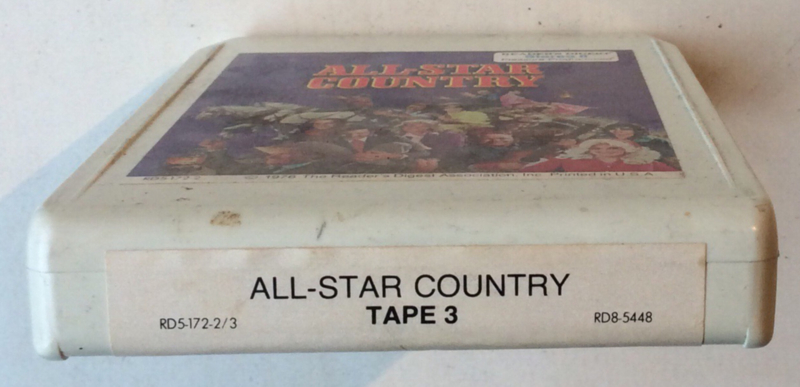 ALL-STAR
COUNTRY
© 1976 The Reader's Digest Association, Inc. Printed in U.S.A.
ALL-STAR COUNTRY
TAPE 3
RD5-172-2/3
RD8-5448